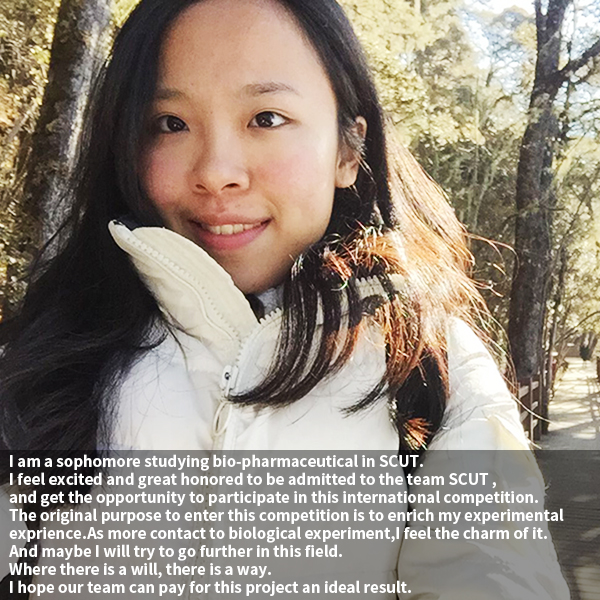 I am a sophomore studying bio-pharmaceutical in SCUT.
I feel excited and great honored to be admitted to the team SCUT ,
and get the opportunity to participate in this international competition.
The original purpose to enter this competition is to enrich my experimental
exprience.As more contact to biological experiment,I feel the charm of it.
And maybe I will try to go further in this field.
Where there is a will, there is a way.
I hope our team can pay for this project an ideal result.